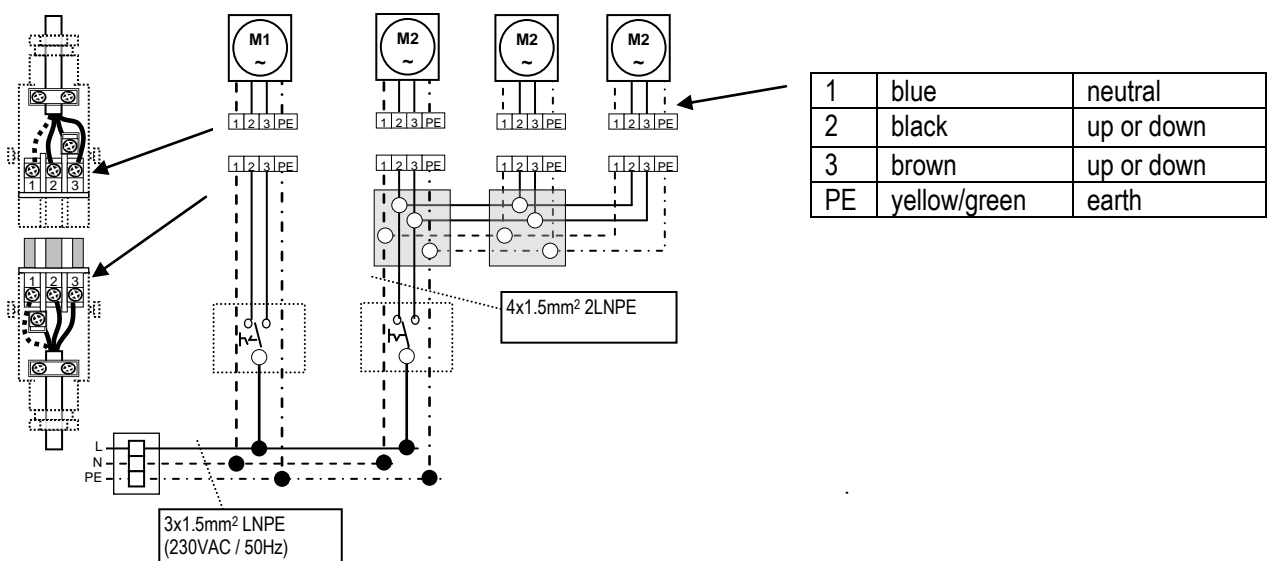 M1 M2 M2 M2
~ ~ ~ ~
1 2 3 PE 1 2 3 PE 1 2 3 PE 1 2 3 PE
1 2 3 PE 1 2 3 PE 1 2 3 PE 1 2 3 PE
1 2 3
1 2 3
1 blue neutral
2 black up or down
3 brown up or down
PE yellow/green earth
4x1.5mm² 2LNPE
L
N
PE
3x1.5mm² LNPE
(230VAC / 50Hz)